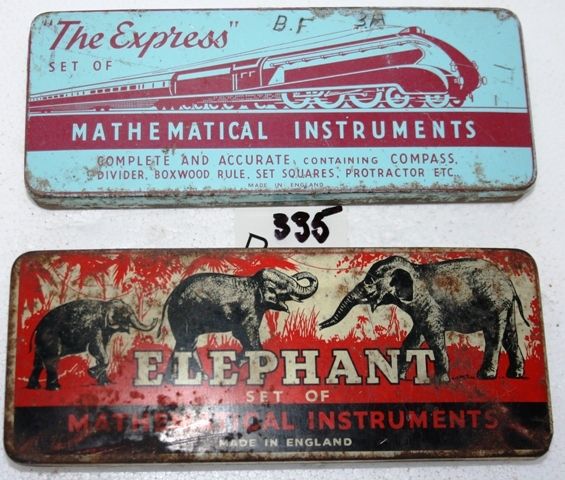 "The Express"
B.F 3A
SET OF
MATHEMATICAL INSTRUMENTS
COMPLETE AND ACCURATE, CONTAINING COMPASS,
DIVIDER, BOXWOOD RULE, SET SQUARES, PROTRACTOR ETC.
MADE IN ENGLAND
335
ELEPHANT
SET OF
MATHEMATICAL INSTRUMENTS
MADE IN ENGLAND